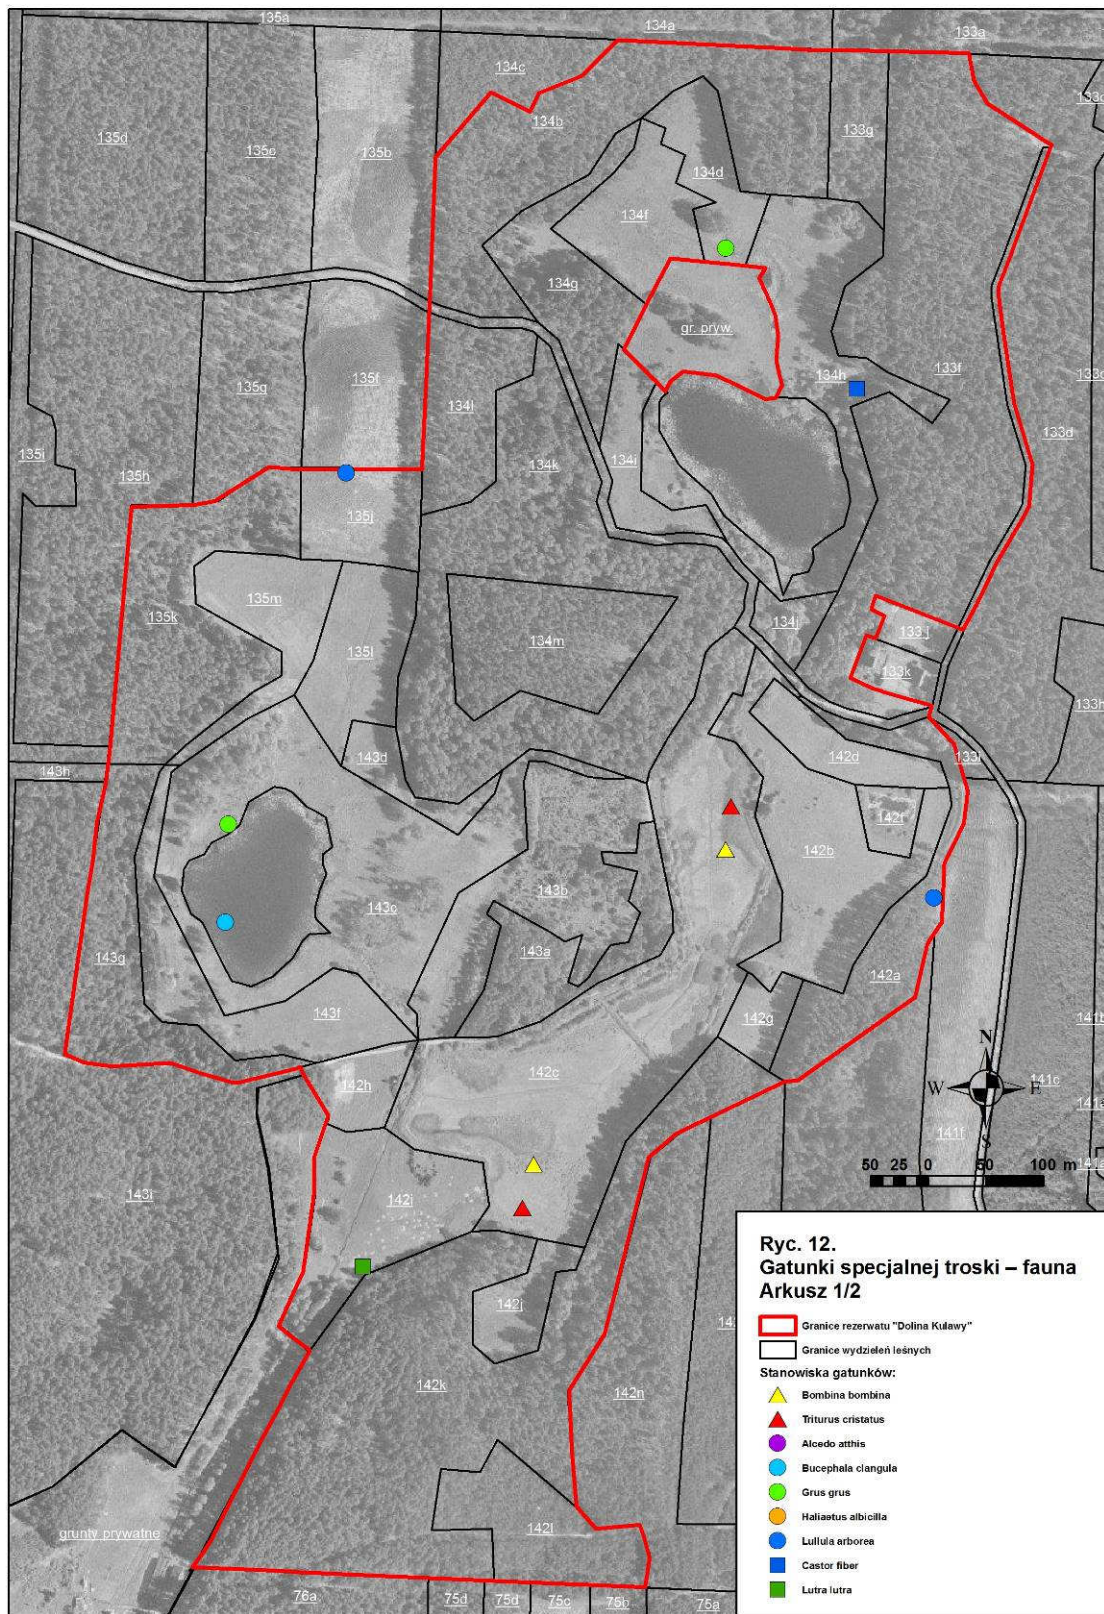 135a
134a
133a
134c
133c
134b
133g
135d
135c
135b
134d
134f
134g
gr. pryw.
135g
135f
134h
133f
133c
134l
133d
135i
134k
134i
135h
135j
135m
135k
134j
133j
134m
135l
133k
133h
143d
142d
133i
143h
142f
142b
143b
143c
143a
142a
143g
143f
142g
141b
N
142c
141c
142h
W
E
141f
S
50 25 0 50 100 m
143i
142i
142j
142k
142n
142l
grunty prywatne
76a
75d
75d
75c
75b
75a
Ryc. 12.
Gatunki specjalnej troski – fauna
Arkusz 1/2
Granice rezerwatu "Dolina Kulawy"
Granice wydzieleń leśnych
Stanowiska gatunków:
Bombina bombina
Triturus cristatus
Alcedo atthis
Bucephala clangula
Grus grus
Haliaetus albicilla
Lullula arborea
Castor fiber
Lutra lutra